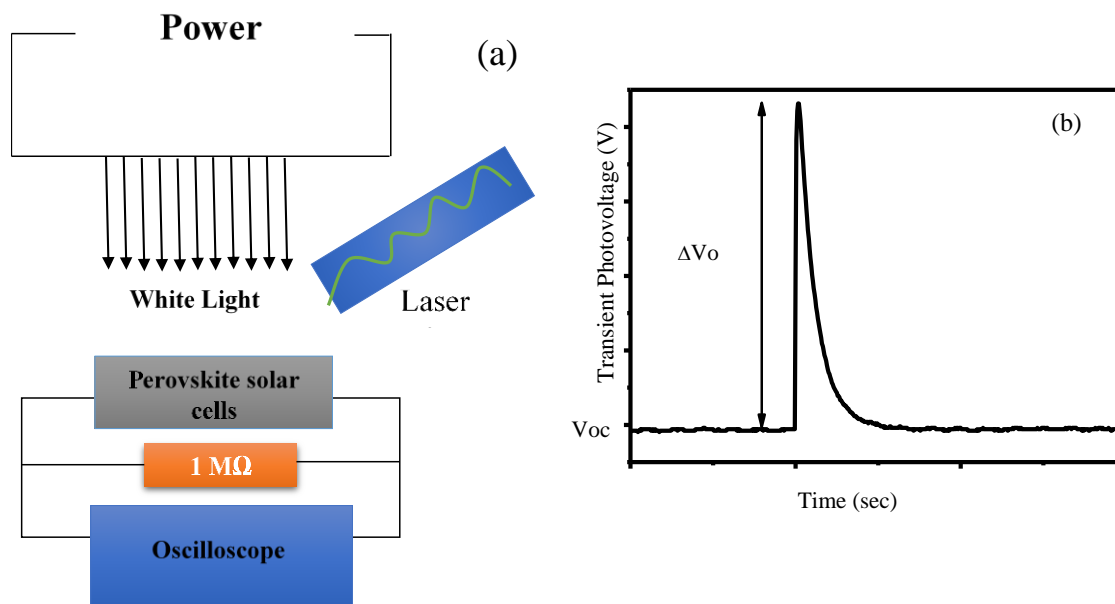 Power
(a)
White Light
Laser
Perovskite solar
cells
1 MΩ
Oscilloscope
(b)
Transient Photovoltage (V)
ΔVo
Voc
Time (sec)